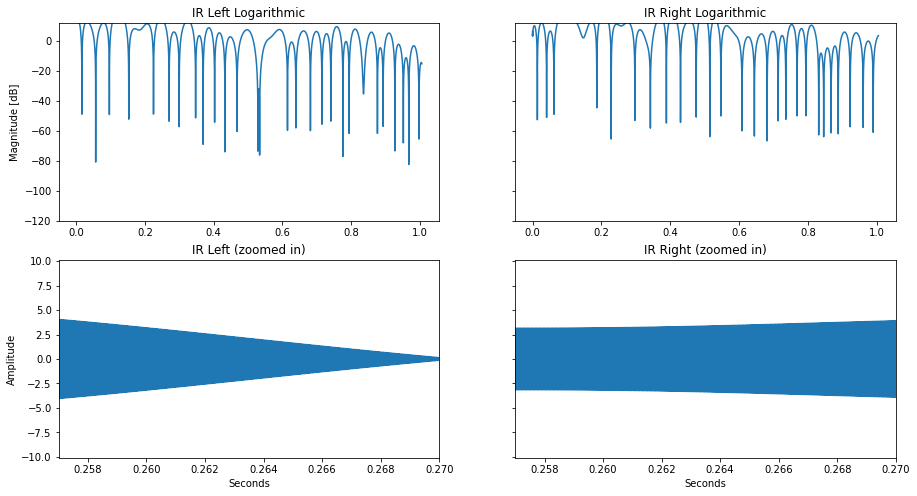 IR Left Logarithmic
IR Right Logarithmic
0
−20
−40
−60
−80
−100
−120
Magnitude [dB]
0.0 0.2 0.4 0.6 0.8 1.0
0.0 0.2 0.4 0.6 0.8 1.0
IR Left (zoomed in)
IR Right (zoomed in)
10.0
7.5
5.0
2.5
0.0
−2.5
−5.0
−7.5
−10.0
Amplitude
0.258 0.260 0.262 0.264 0.266 0.268 0.270
0.258 0.260 0.262 0.264 0.266 0.268 0.270
Seconds
Seconds